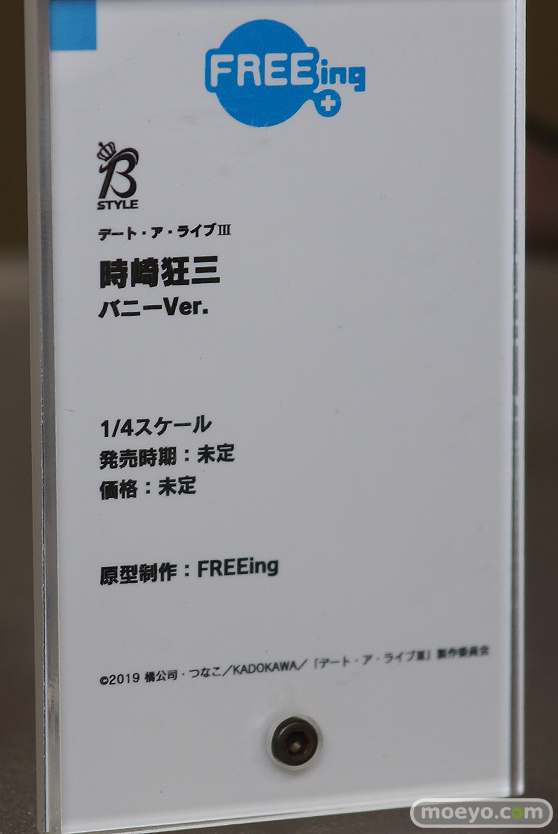 FREEing
B
STYLE
デート・ア・ライブⅢ
時崎狂三
バニーVer.
1/4スケール
発売時期：未定
価格：未定
原型制作：FREEing
©2019 橘公司・つなこ／KADOKAWA／「デート・ア・ライブⅢ」製作委員会
moeyo.com